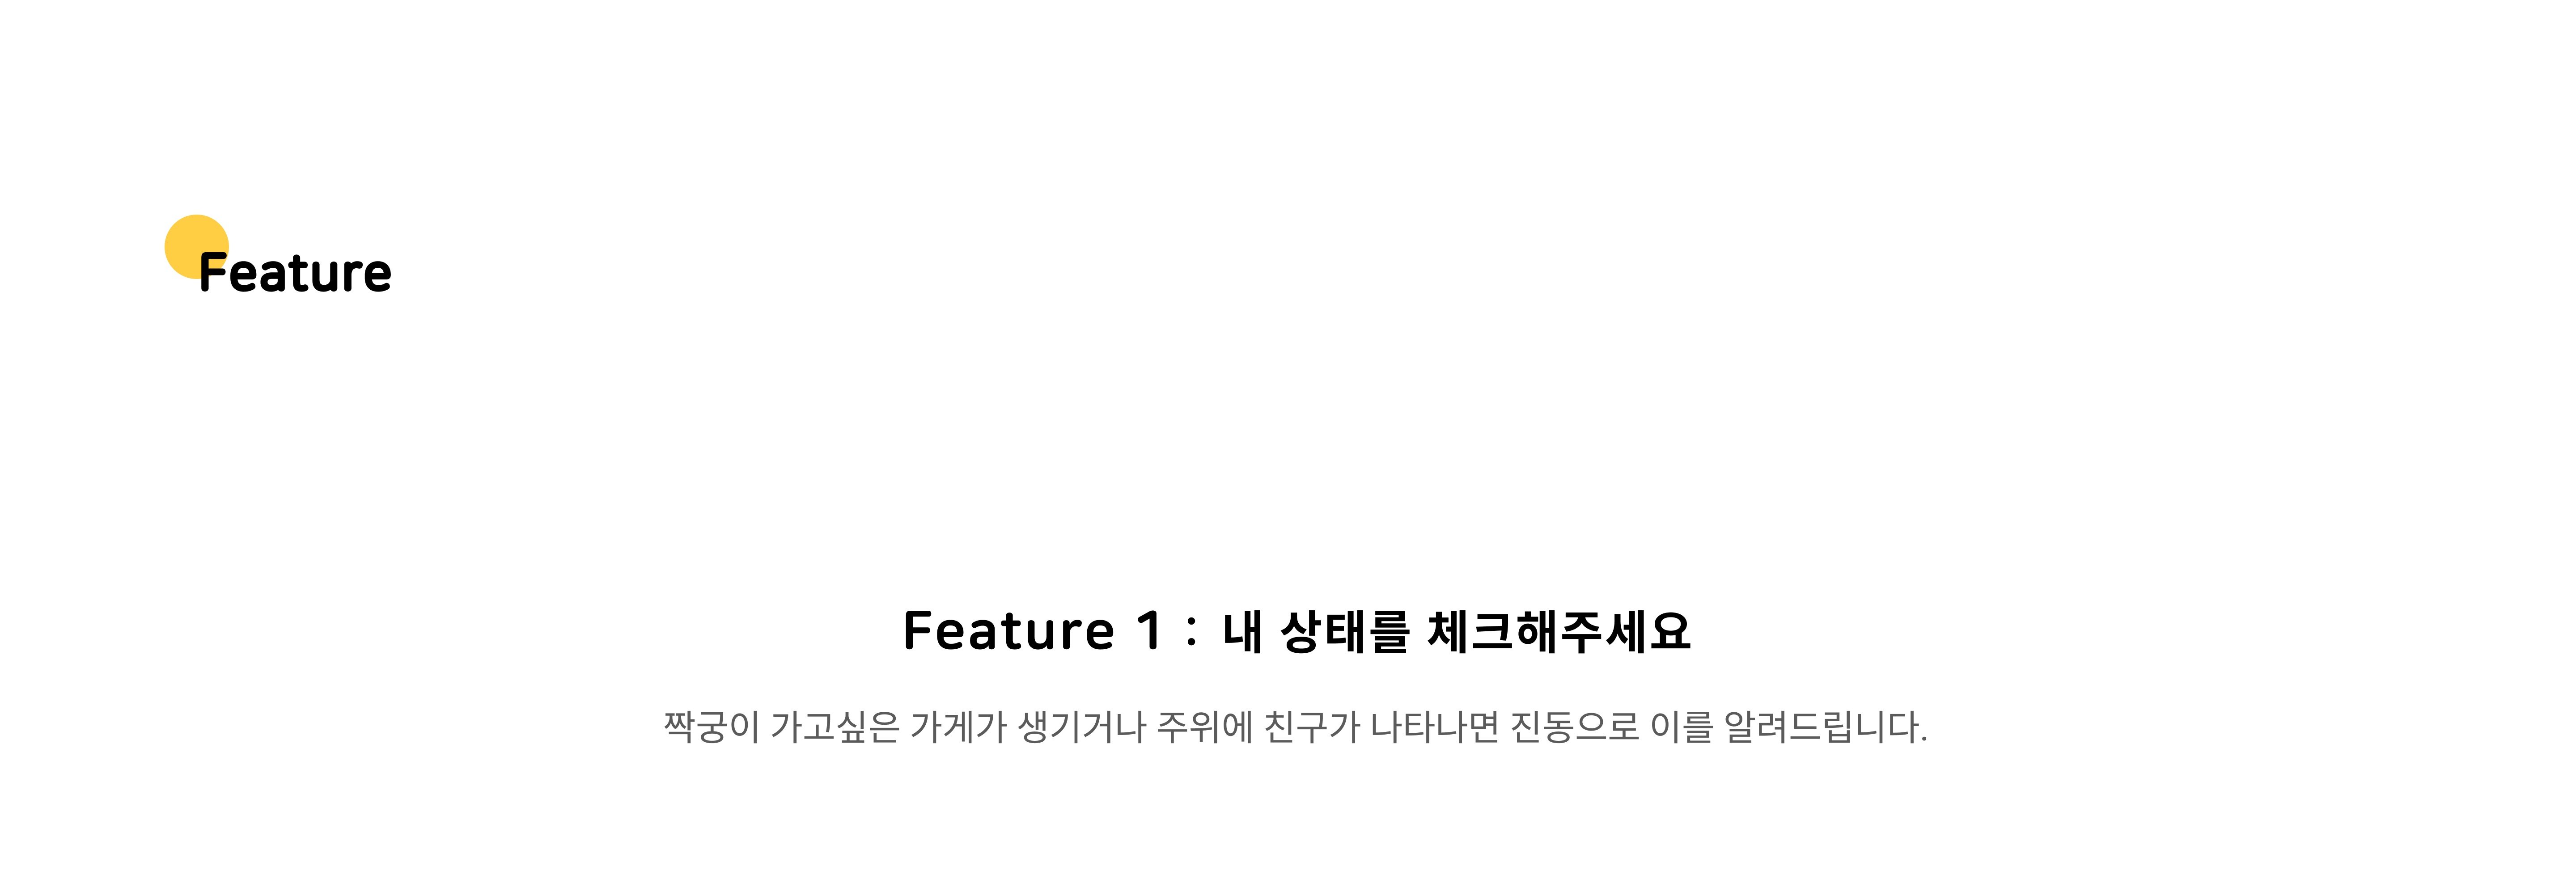 Feature
Feature 1 : 내 상태를 체크해주세요
짝궁이 가고싶은 가게가 생기거나 주위에 친구가 나타나면 진동으로 이를 알려드립니다.